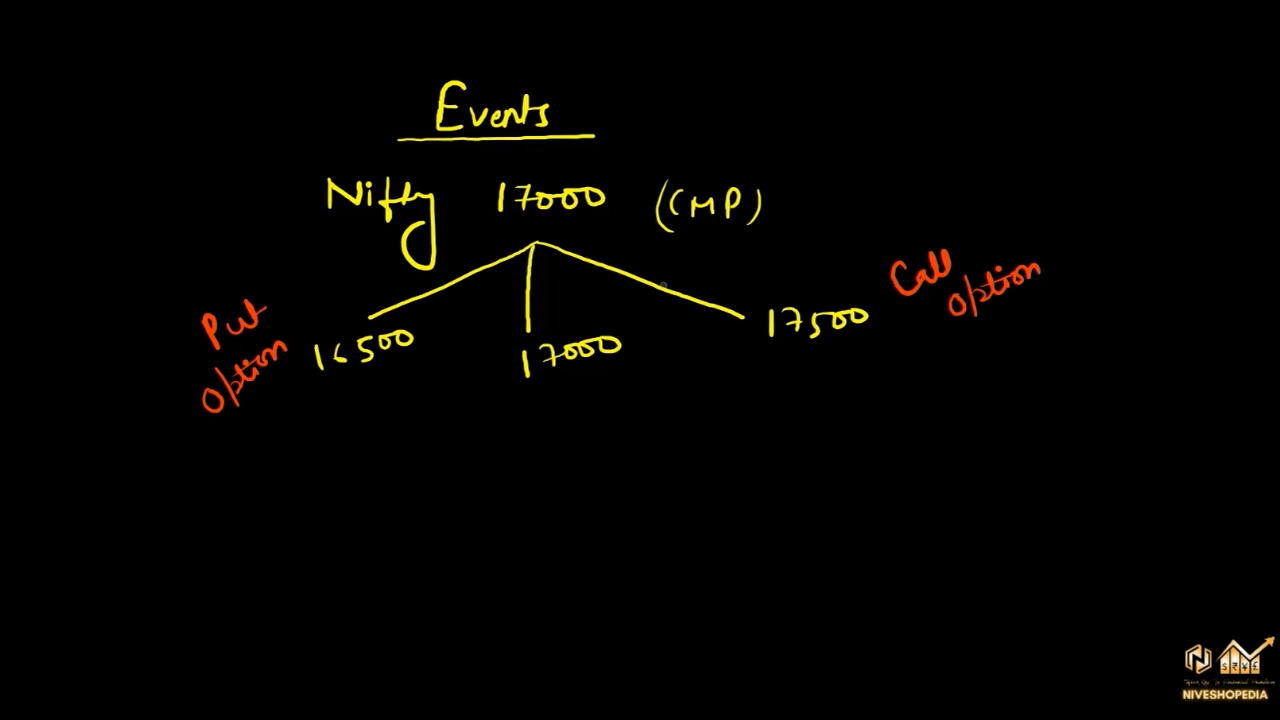 Events
Nifty 17000 (CMP)
Call
option
Put
option
16500 17000 17500
NIVESHOPEDIA